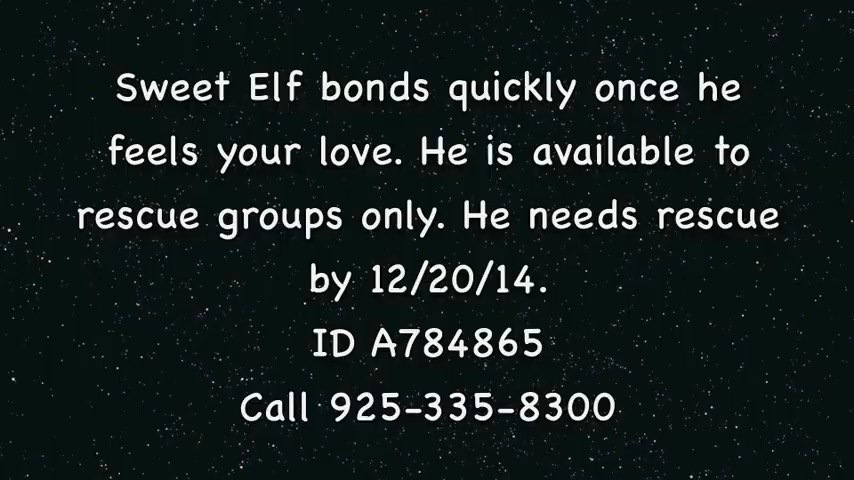 Sweet Elf bonds quickly once he
feels your love. He is available to
rescue groups only. He needs rescue
by 12/20/14.
ID A784865
Call 925-335-8300